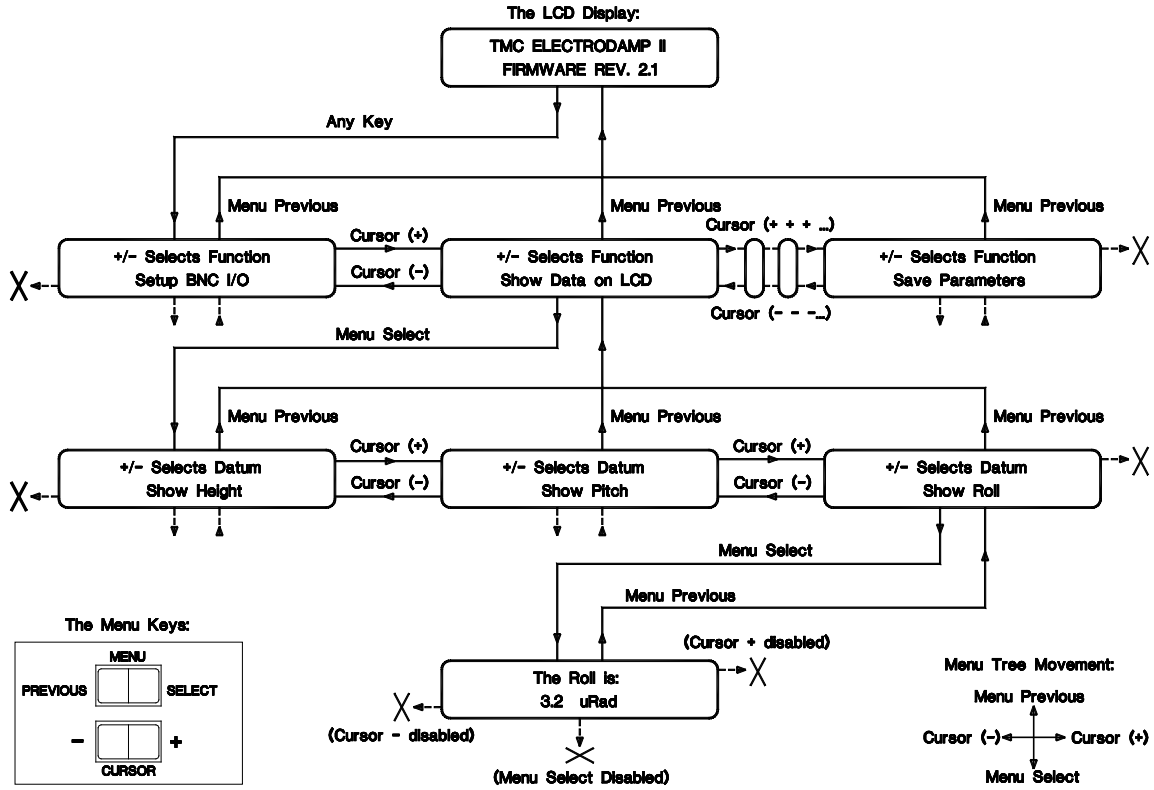 The LCD Display:
TMC ELECTRODAMP II
FIRMWARE REV. 2.1
Any Key
Menu Previous
Menu Previous
Menu Previous
Cursor (+)
Cursor (+ + + ...)
+/- Selects Function
Setup BNC I/O
Cursor (-)
+/- Selects Function
Show Data on LCD
+/- Selects Function
Save Parameters
Cursor (- - -...)
Menu Select
Menu Previous
Menu Previous
Menu Previous
Cursor (+)
Cursor (+)
+/- Selects Datum
Show Height
Cursor (-)
+/- Selects Datum
Show Pitch
Cursor (-)
+/- Selects Datum
Show Roll
Menu Select
Menu Previous
The Menu Keys:
MENU
PREVIOUS
SELECT
- +
CURSOR
(Cursor + disabled)
The Roll is:
3.2 uRad
(Cursor - disabled)
(Menu Select Disabled)
Menu Tree Movement:
Menu Previous
Cursor (-)
Cursor (+)
Menu Select